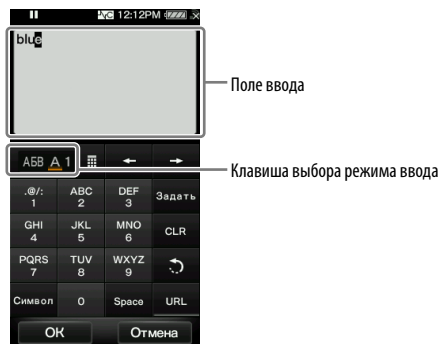 12:12PM
blue
Поле ввода
АБВ A 1
Клавиша выбора режима ввода
.@/: ABC DEF Задать
1 2 3
GHI JKL MNO CLR
4 5 6
PQRS TUV WXYZ
7 8 9
Символ 0 Space URL
OK Отмена